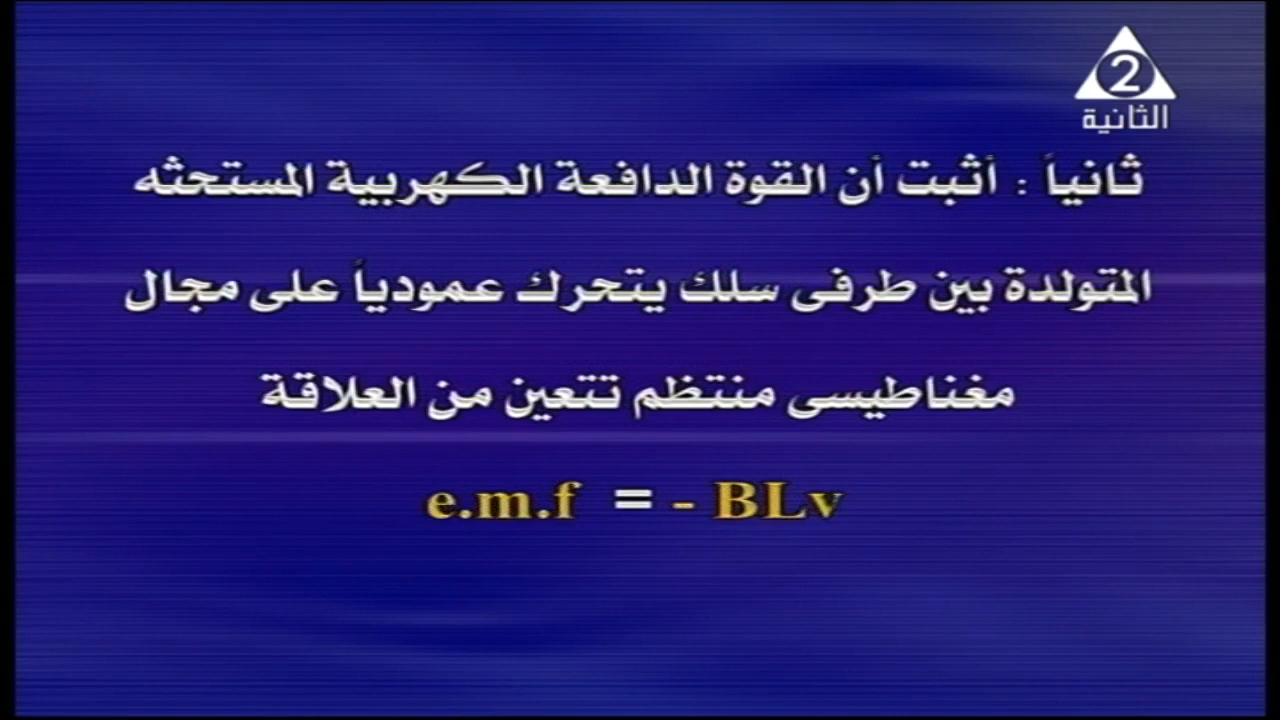 2
الثانية
ثانياً : أثبت أن القوة الدافعة الكهربية المستحثه
المتولدة بين طرفى سلك يتحرك عمودياً على مجال
مغناطيسى منتظم تتعين من العلاقة
e.m.f = - BLv